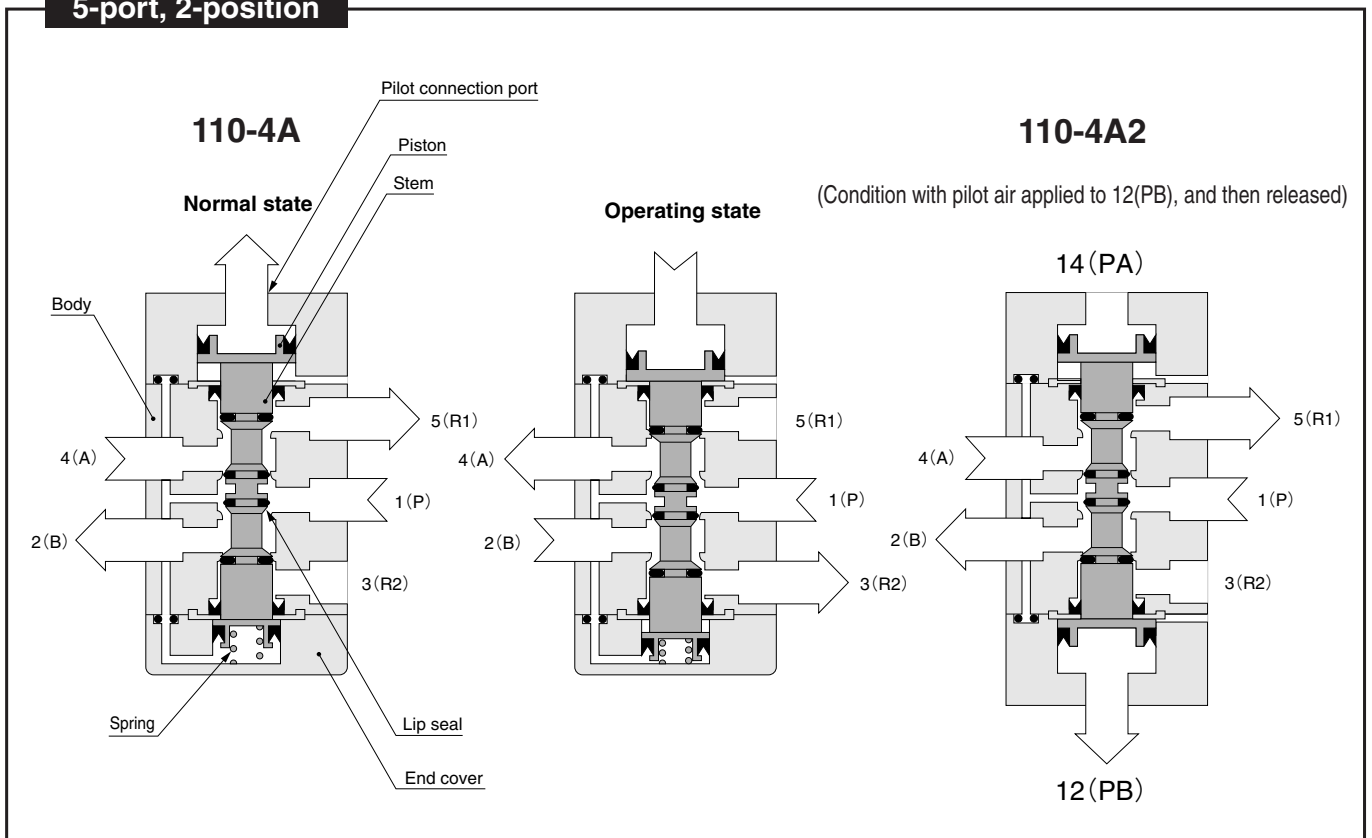 5-port, 2-position
110-4A
Normal state
Pilot connection port
Piston
Stem
Body
5(R1)
4(A)
1(P)
2(B)
3(R2)
Spring
Lip seal
End cover
Operating state
5(R1)
4(A)
1(P)
2(B)
3(R2)
110-4A2
(Condition with pilot air applied to 12(PB), and then released)
14(PA)
5(R1)
4(A)
1(P)
2(B)
3(R2)
12(PB)